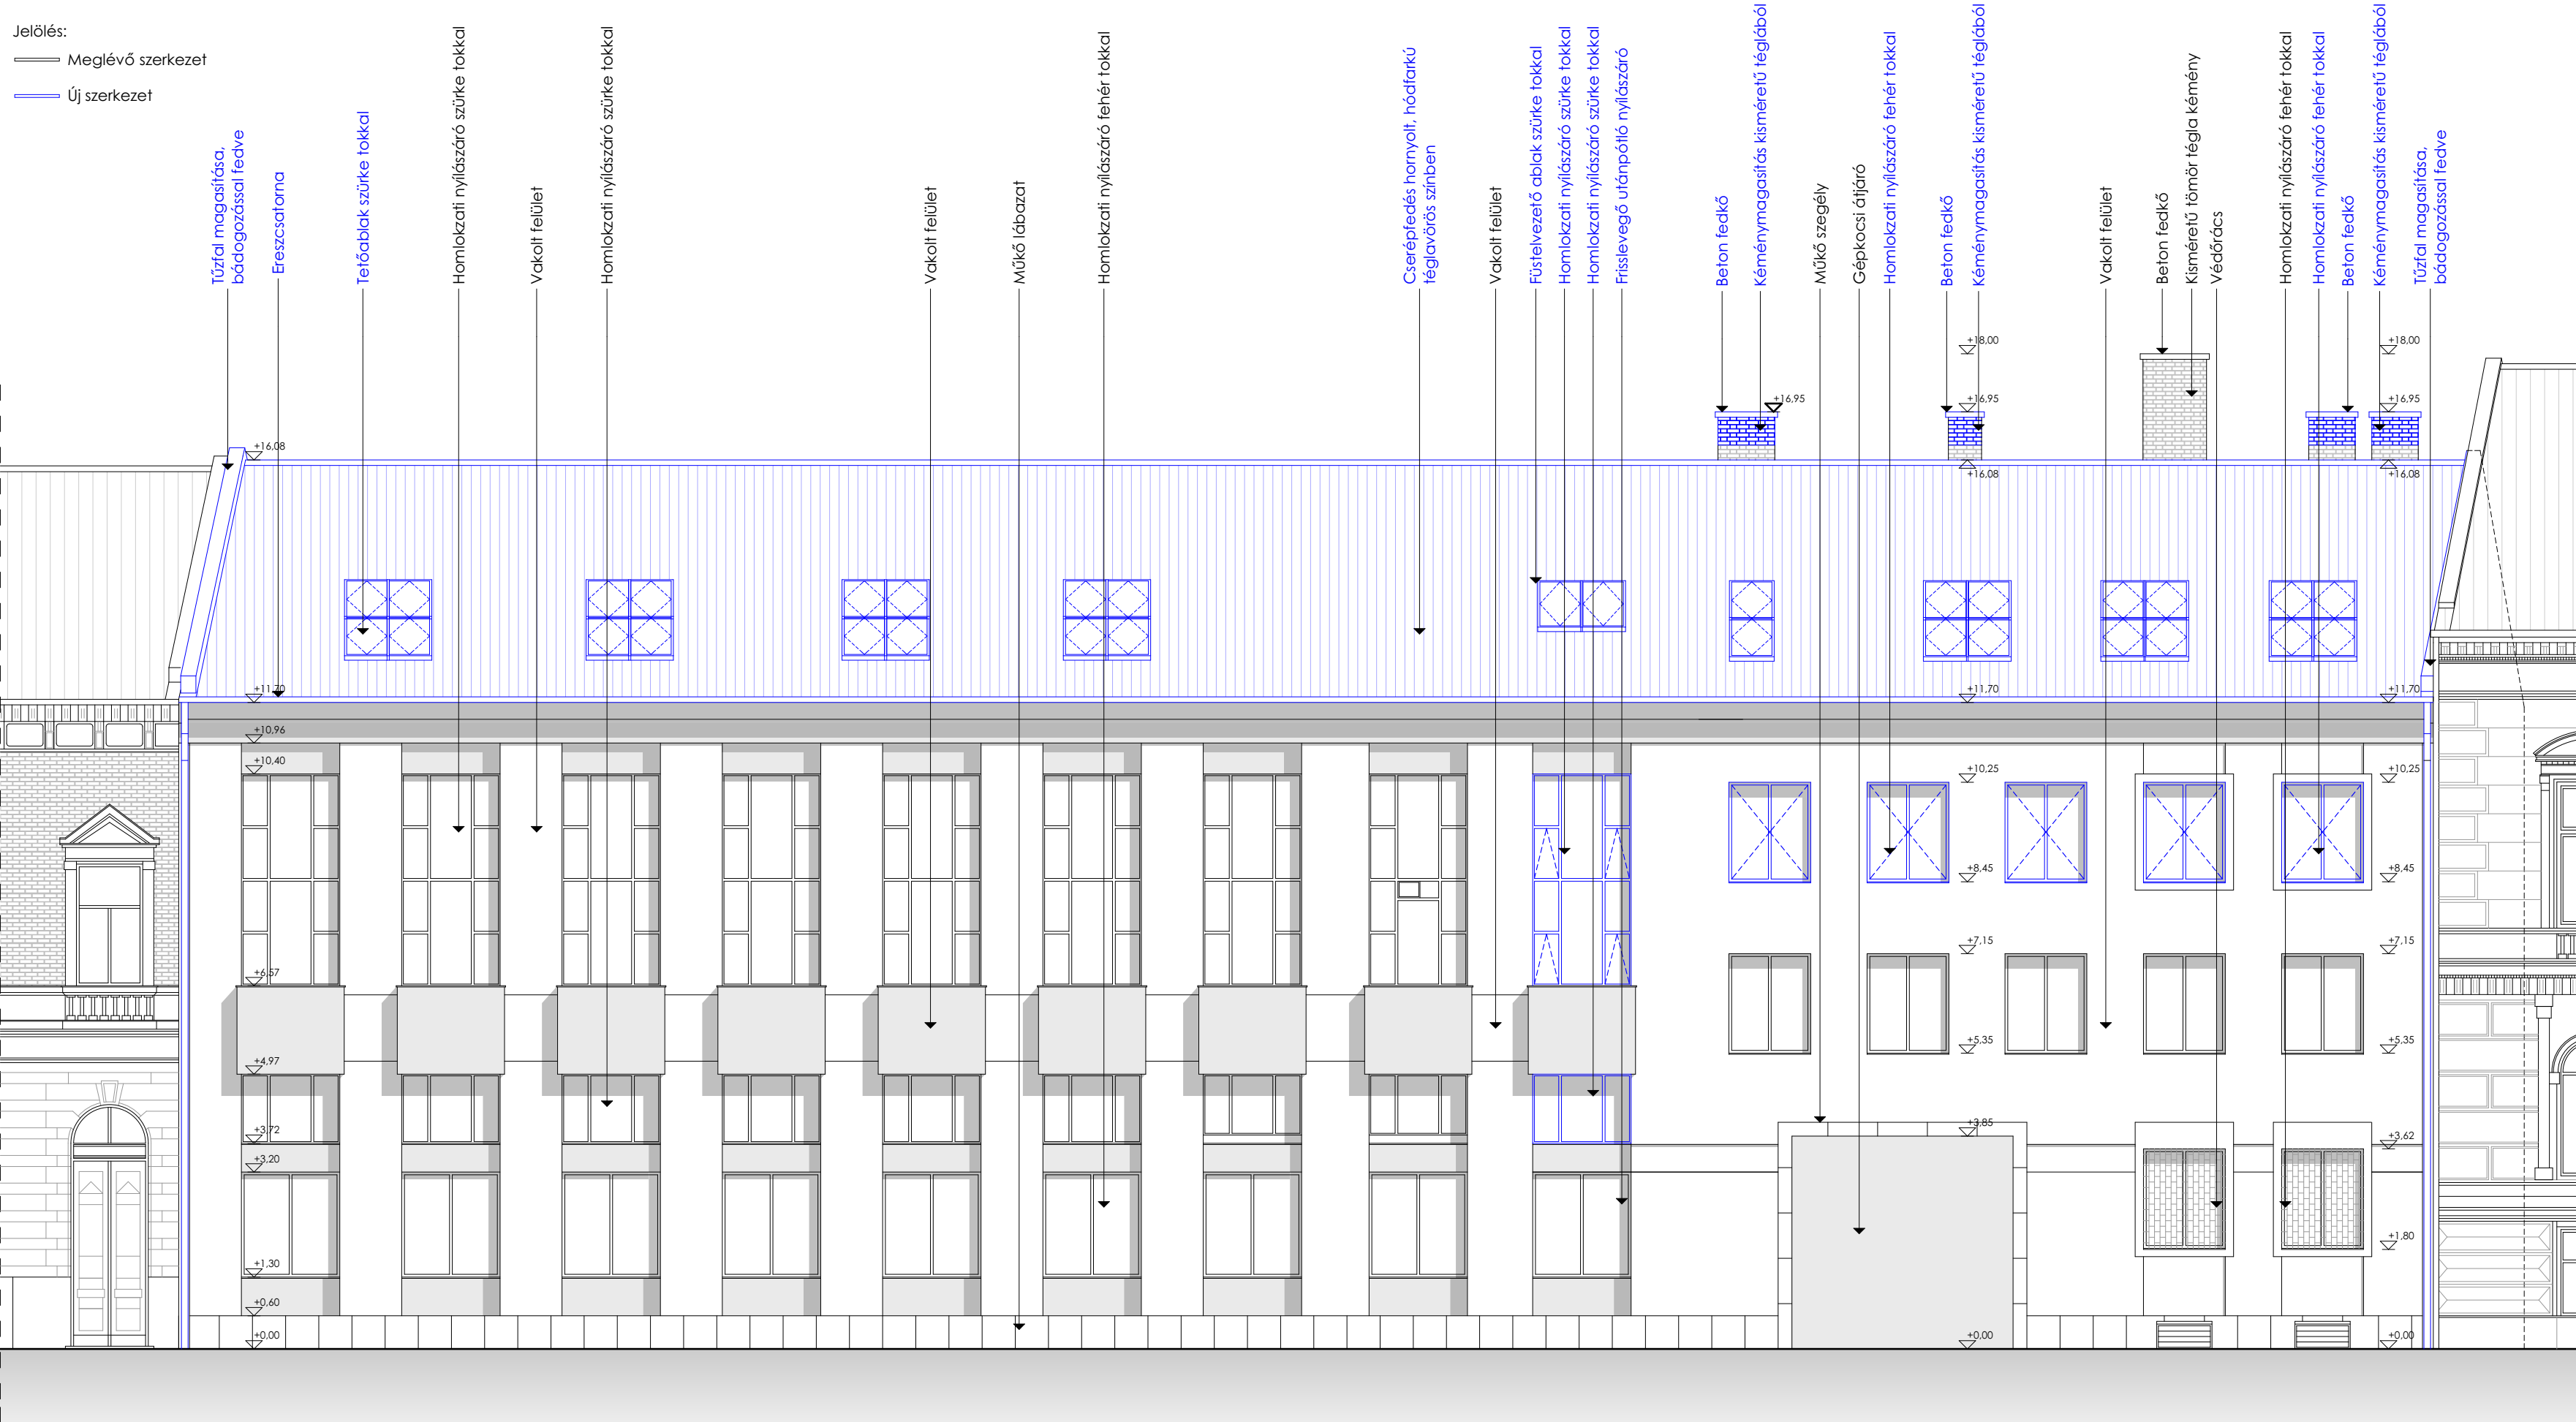 Jelölés:
Meglévő szerkezet
Új szerkezet
Tűzfal magasítása,
bádogozással fedve
Ereszcsatorna
Tetőablak szürke tokkal
Homlokzati nyílászáró szürke tokkal
Vakolt felület
Homlokzati nyílászáró szürke tokkal
Vakolt felület
Műkő lábazat
Homlokzati nyílászáró fehér tokkal
Cserépfedés hornyolt, hódfarkú
téglavörös színben
Vakolt felület
Füstelvezető ablak szürke tokkal
Homlokzati nyílászáró szürke tokkal
Homlokzati nyílászáró szürke tokkal
Frisslevegő utánpótló nyílászáró
Beton fedkő
Kéménymagasítás kisméretű téglából
Műkő szegély
Gépkocsi átjáró
Homlokzati nyílászáró fehér tokkal
Beton fedkő
Kéménymagasítás kisméretű téglából
Vakolt felület
Beton fedkő
Kisméretű tömör tégla kémény
Védőrács
Homlokzati nyílászáró fehér tokkal
Homlokzati nyílászáró fehér tokkal
Beton fedkő
Kéménymagasítás kisméretű téglából
Tűzfal magasítása,
bádogozással fedve
+16,08
+11,70
+10,96
+10,40
+6,57
+4,97
+3,72
+3,20
+1,30
+0,60
+0,00
+16,95
+18,00
+16,95
+16,08
+11,70
+10,25
+8,45
+7,15
+5,35
+3,85
+0,00
+18,00
+16,95
+16,08
+11,70
+10,25
+8,45
+7,15
+5,35
+3,62
+1,80
+0,00